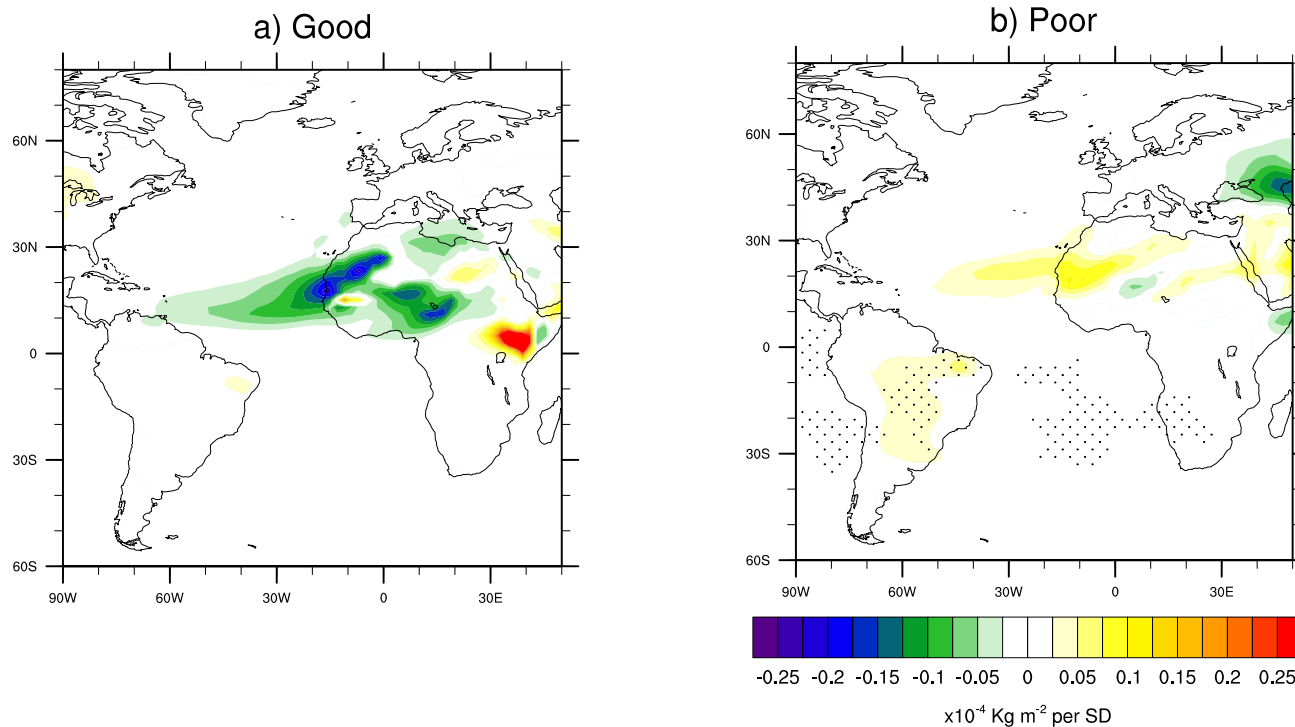 a) Good
60N
30N
0
30S
60S
90W 60W 30W 0 30E
b) Poor
60N
30N
0
30S
60S
90W 60W 30W 0 30E
-0.25 -0.2 -0.15 -0.1 -0.05 0 0.05 0.1 0.15 0.2 0.25
x10⁻⁴ Kg m⁻² per SD